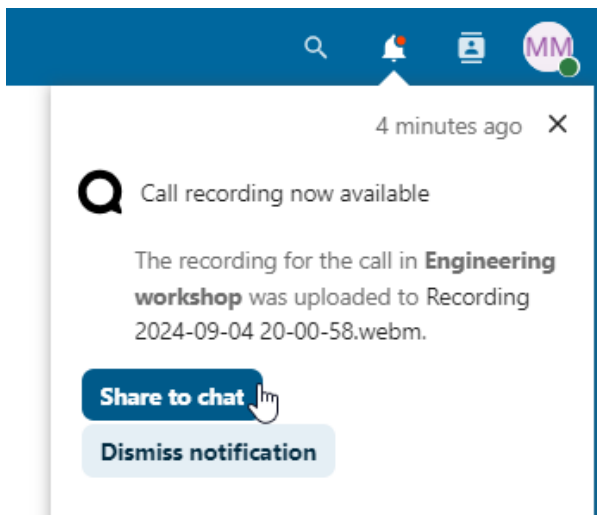 MM
4 minutes ago
Call recording now available
The recording for the call in Engineering
workshop was uploaded to Recording
2024-09-04 20-00-58.webm.
Share to chat
Dismiss notification